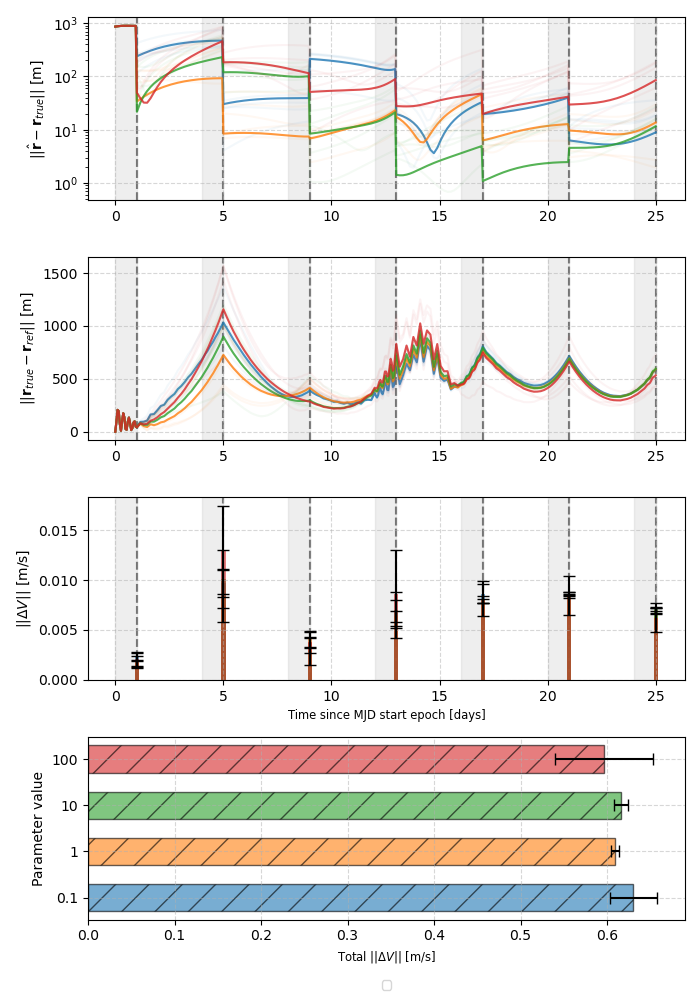 ||r̂ − r_true|| [m]
10³
10²
10¹
10⁰
0 5 10 15 20 25
||r_true − r_ref|| [m]
1500
1000
500
0
0 5 10 15 20 25
||ΔV|| [m/s]
0.015
0.010
0.005
0.000
0 5 10 15 20 25
Time since MJD start epoch [days]
Parameter value
100
10
1
0.1
0.0 0.1 0.2 0.3 0.4 0.5 0.6
Total ||ΔV|| [m/s]